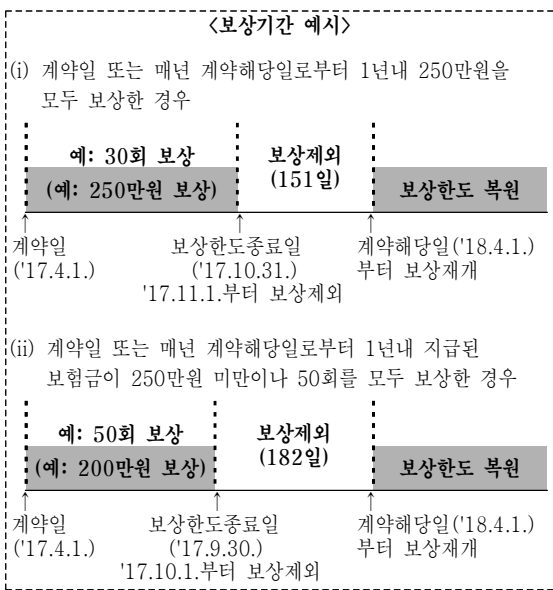 〈보상기간 예시〉
(i) 계약일 또는 매년 계약해당일로부터 1년내 250만원을
모두 보상한 경우
예: 30회 보상
(예: 250만원 보상)
보상제외
(151일)
보상한도 복원
계약일
('17.4.1.)
보상한도종료일
('17.10.31.)
'17.11.1.부터 보상제외
계약해당일('18.4.1.)
부터 보상재개
(ii) 계약일 또는 매년 계약해당일로부터 1년내 지급된
보험금이 250만원 미만이나 50회를 모두 보상한 경우
예: 50회 보상
(예: 200만원 보상)
보상제외
(182일)
보상한도 복원
계약일
('17.4.1.)
보상한도종료일
('17.9.30.)
'17.10.1.부터 보상제외
계약해당일('18.4.1.)
부터 보상재개